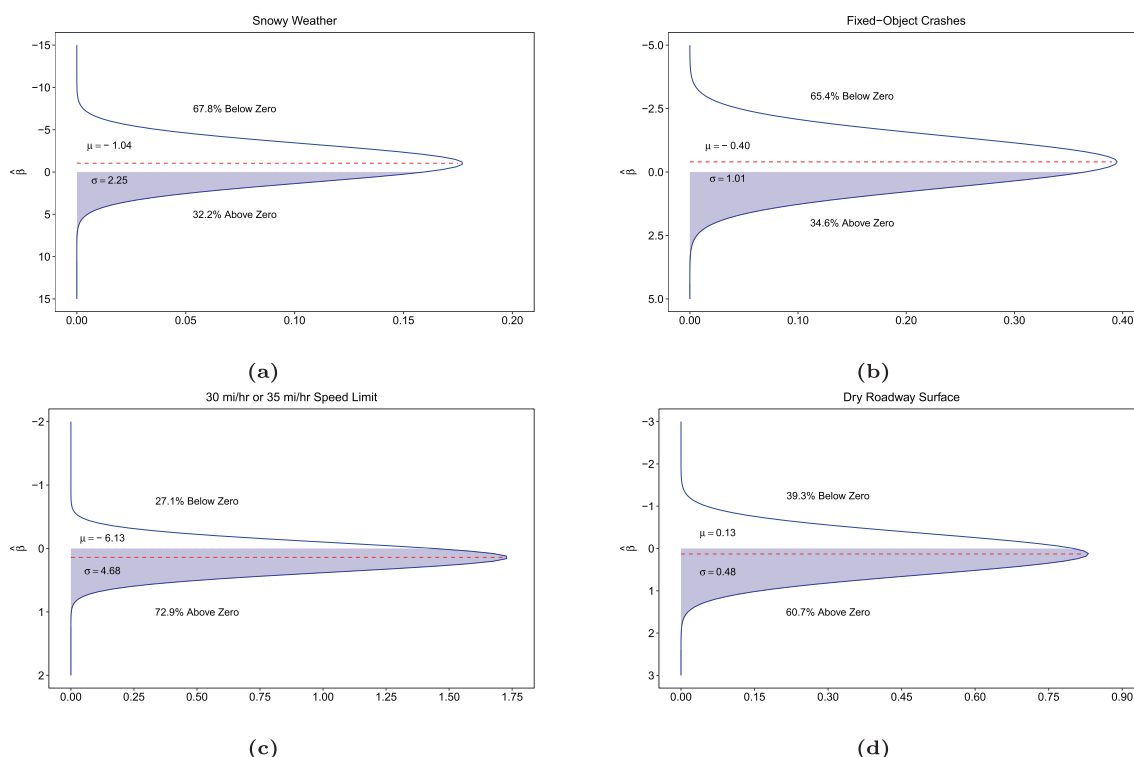 Snowy Weather
−15
−10
−5
0
5
10
15
β̂
67.8% Below Zero
μ = − 1.04
σ = 2.25
32.2% Above Zero
0.00 0.05 0.10 0.15 0.20
(a)
Fixed−Object Crashes
−5.0
−2.5
0.0
2.5
5.0
β̂
65.4% Below Zero
μ = − 0.40
σ = 1.01
34.6% Above Zero
0.00 0.10 0.20 0.30 0.40
(b)
30 mi/hr or 35 mi/hr Speed Limit
−2
−1
0
1
2
β̂
27.1% Below Zero
μ = − 6.13
σ = 4.68
72.9% Above Zero
0.00 0.25 0.50 0.75 1.00 1.25 1.50 1.75
(c)
Dry Roadway Surface
−3
−2
−1
0
1
2
3
β̂
39.3% Below Zero
μ = 0.13
σ = 0.48
60.7% Above Zero
0.00 0.15 0.30 0.45 0.60 0.75 0.90
(d)